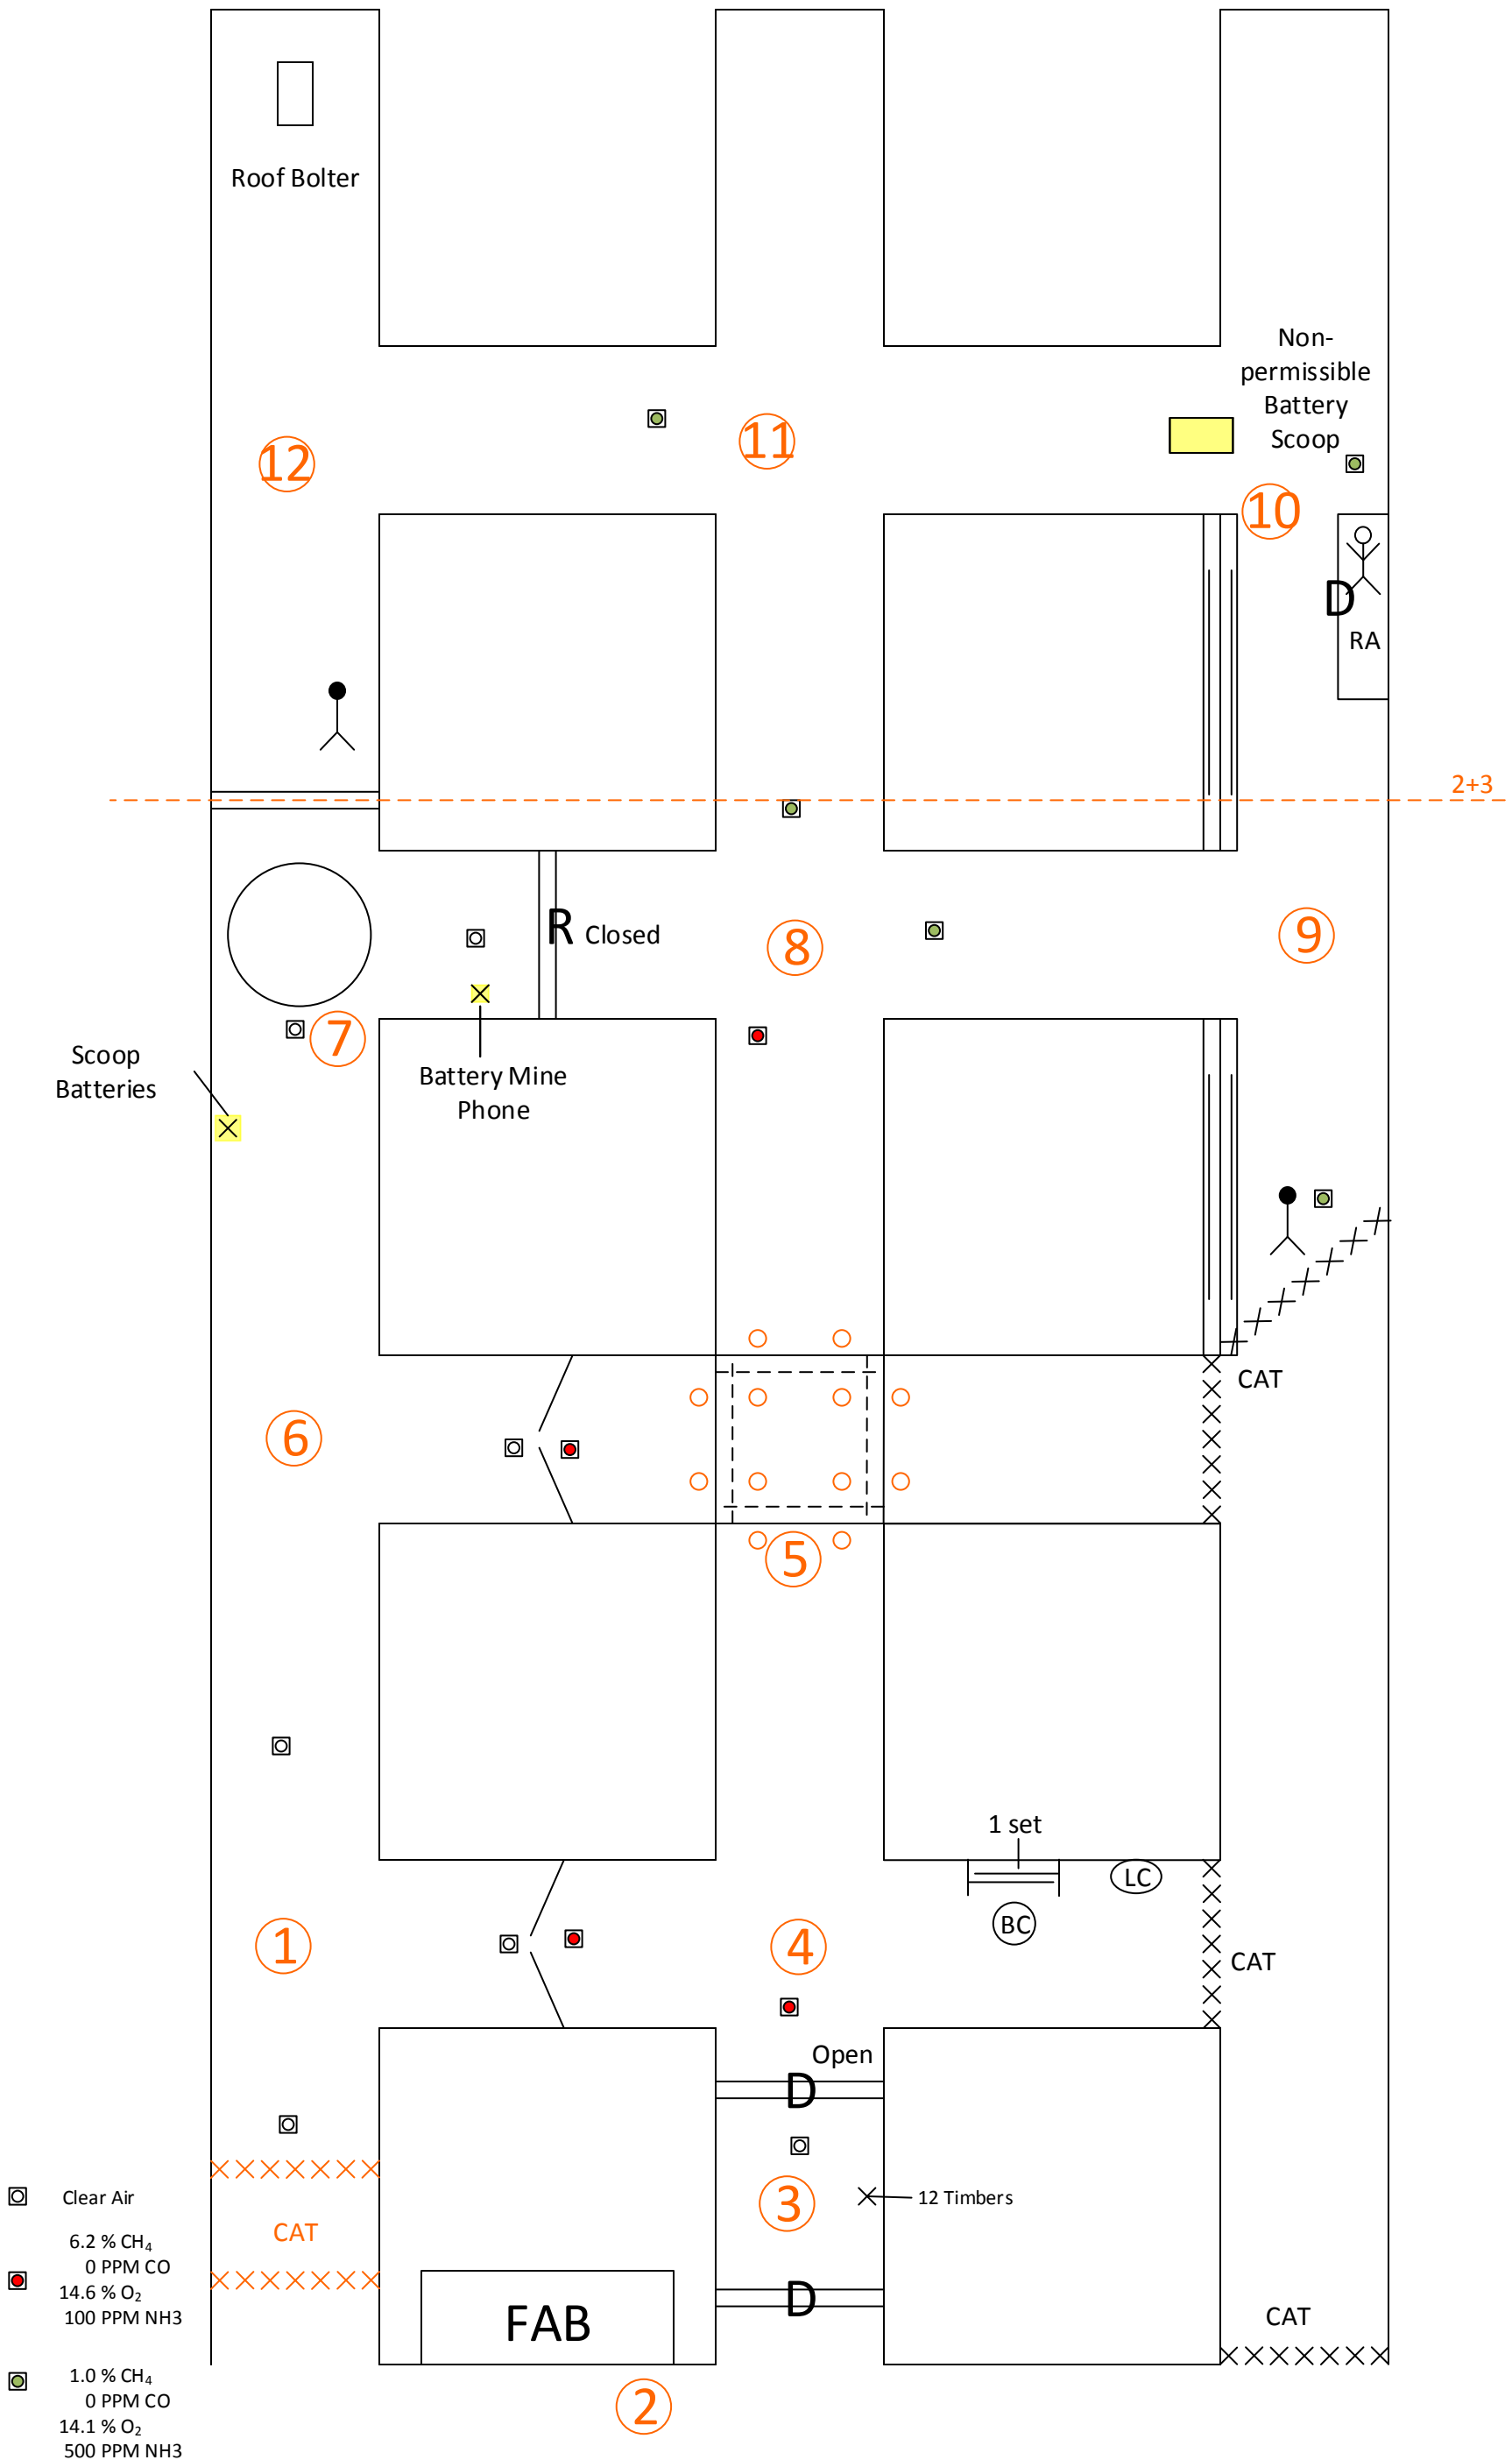 Roof Bolter
Non-
permissible
Battery
Scoop
11
12
10
D
RA
2+3
R Closed
8
9
7
Scoop
Batteries
Battery Mine
Phone
CAT
6
5
1 set
LC
BC
1
4
CAT
Open
D
Clear Air
3
12 Timbers
6.2 % CH₄
0 PPM CO
14.6 % O₂
100 PPM NH3
CAT
D
FAB
CAT
1.0 % CH₄
0 PPM CO
14.1 % O₂
500 PPM NH3
2